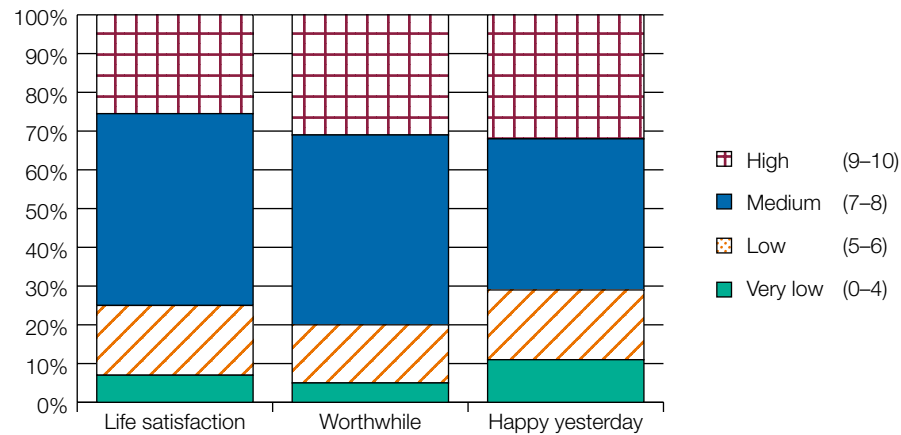 100%
90%
80%
70%
60%
50%
40%
30%
20%
10%
0%
Life satisfaction Worthwhile Happy yesterday
High (9–10)
Medium (7–8)
Low (5–6)
Very low (0–4)